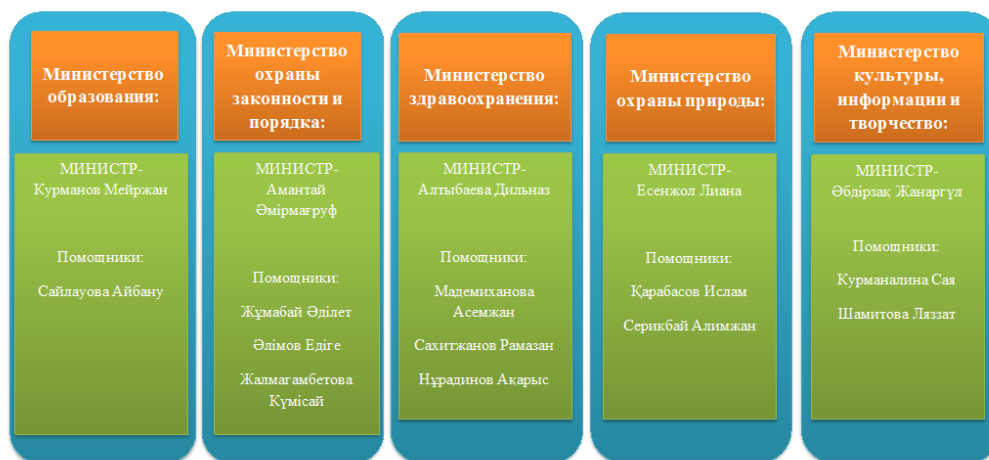 Министерство
образования:
МИНИСТР-
Курманов Мейржан
Помощники:
Сайлауова Айбану
Министерство
охраны
законности и
порядка:
МИНИСТР-
Амантай
Әмірмағруф
Помощники:
Жұмабай Әділет
Әлімов Едіге
Жалмагамбетова
Күмісай
Министерство
здравоохранения:
МИНИСТР-
Алтыбаева Дильназ
Помощники:
Мадемиханова
Асемжан
Сахитжанов Рамазан
Нұрадинов Ақарыс
Министерство
охраны природы:
МИНИСТР-
Есенжол Лиана
Помощники:
Қарабасов Ислам
Серикбай Алимжан
Министерство
культуры,
информации и
творчество:
МИНИСТР-
Әбдірзақ Жанаргүл
Помощники:
Курманалина Сая
Шамитова Ляззат